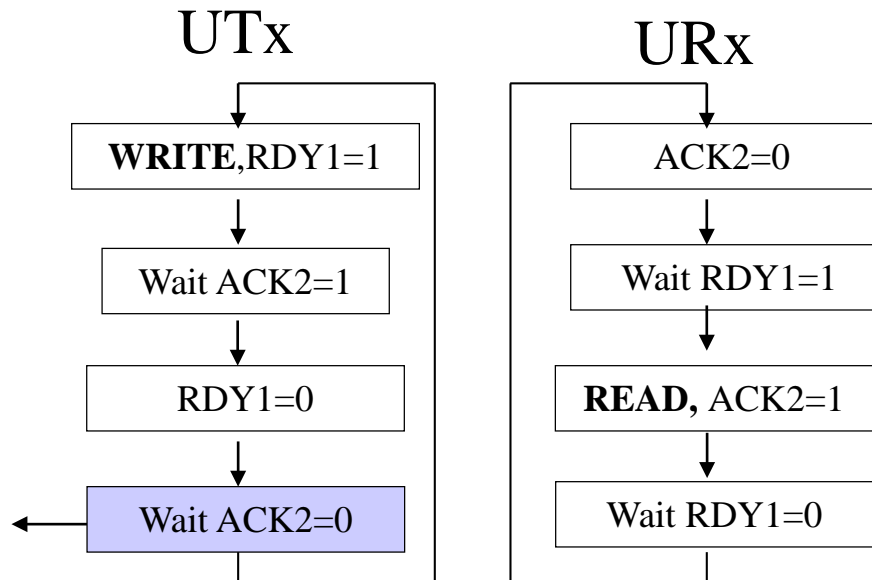 UTx
WRITE,RDY1=1
Wait ACK2=1
RDY1=0
Wait ACK2=0
URx
ACK2=0
Wait RDY1=1
READ, ACK2=1
Wait RDY1=0